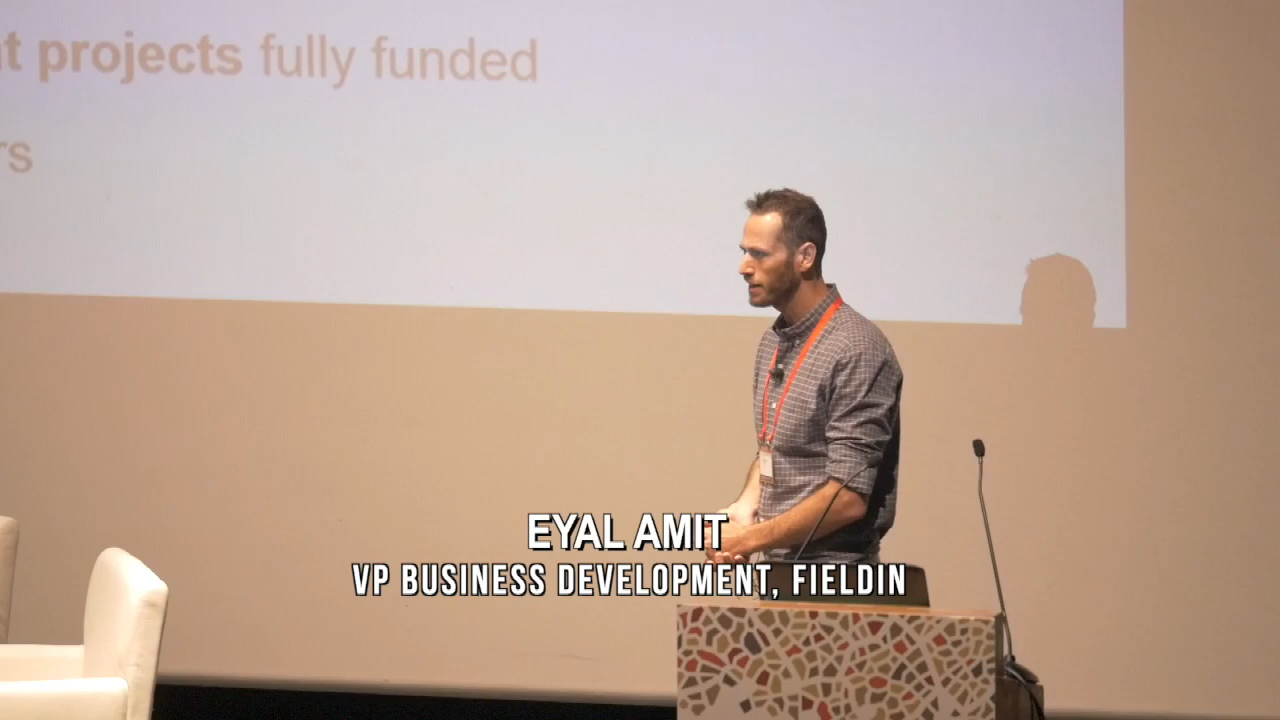 projects fully funded
EYAL AMIT
VP BUSINESS DEVELOPMENT, FIELDIN